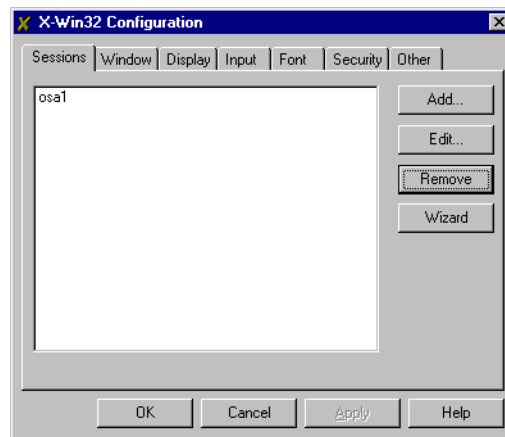 X-Win32 Configuration
Sessions Window Display Input Font Security Other
osa1
Add...
Edit...
Remove
Wizard
OK Cancel Apply Help